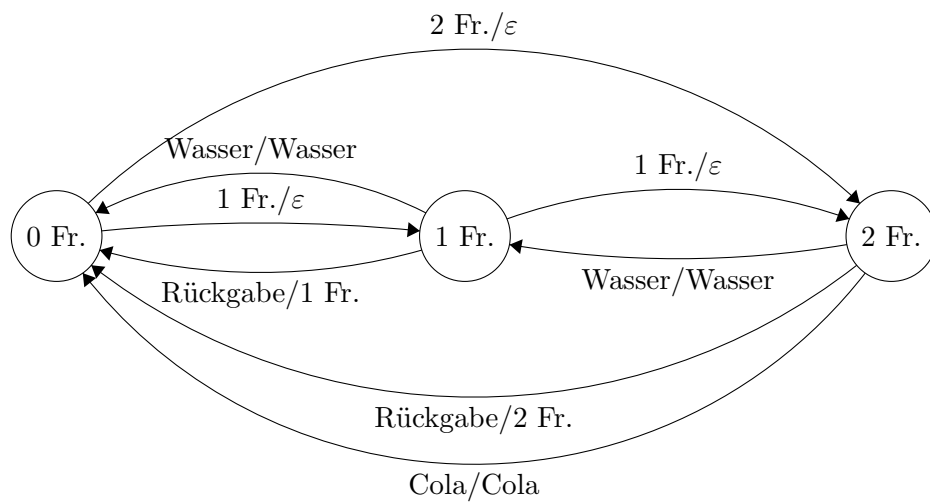 2 Fr./ε
Wasser/Wasser
1 Fr./ε
1 Fr./ε
0 Fr.
1 Fr.
2 Fr.
Rückgabe/1 Fr.
Wasser/Wasser
Rückgabe/2 Fr.
Cola/Cola